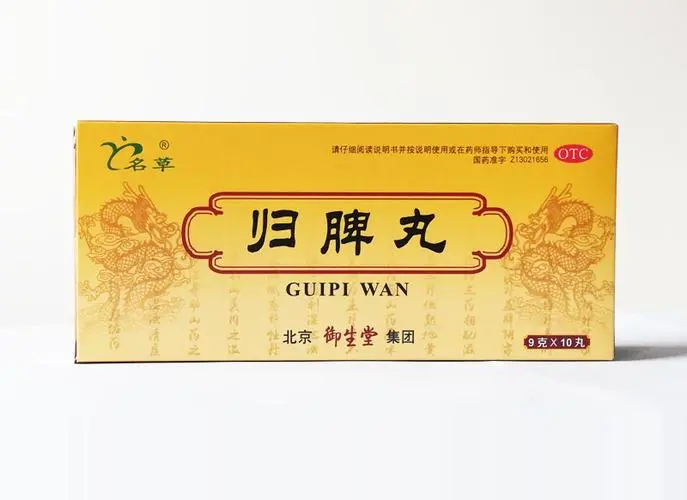 名草®
请仔细阅读说明书并按说明使用或在药师指导下购买和使用
国药准字 Z13021656
OTC
归脾丸
GUIPI WAN
北京 御生堂 集团
9克X10丸